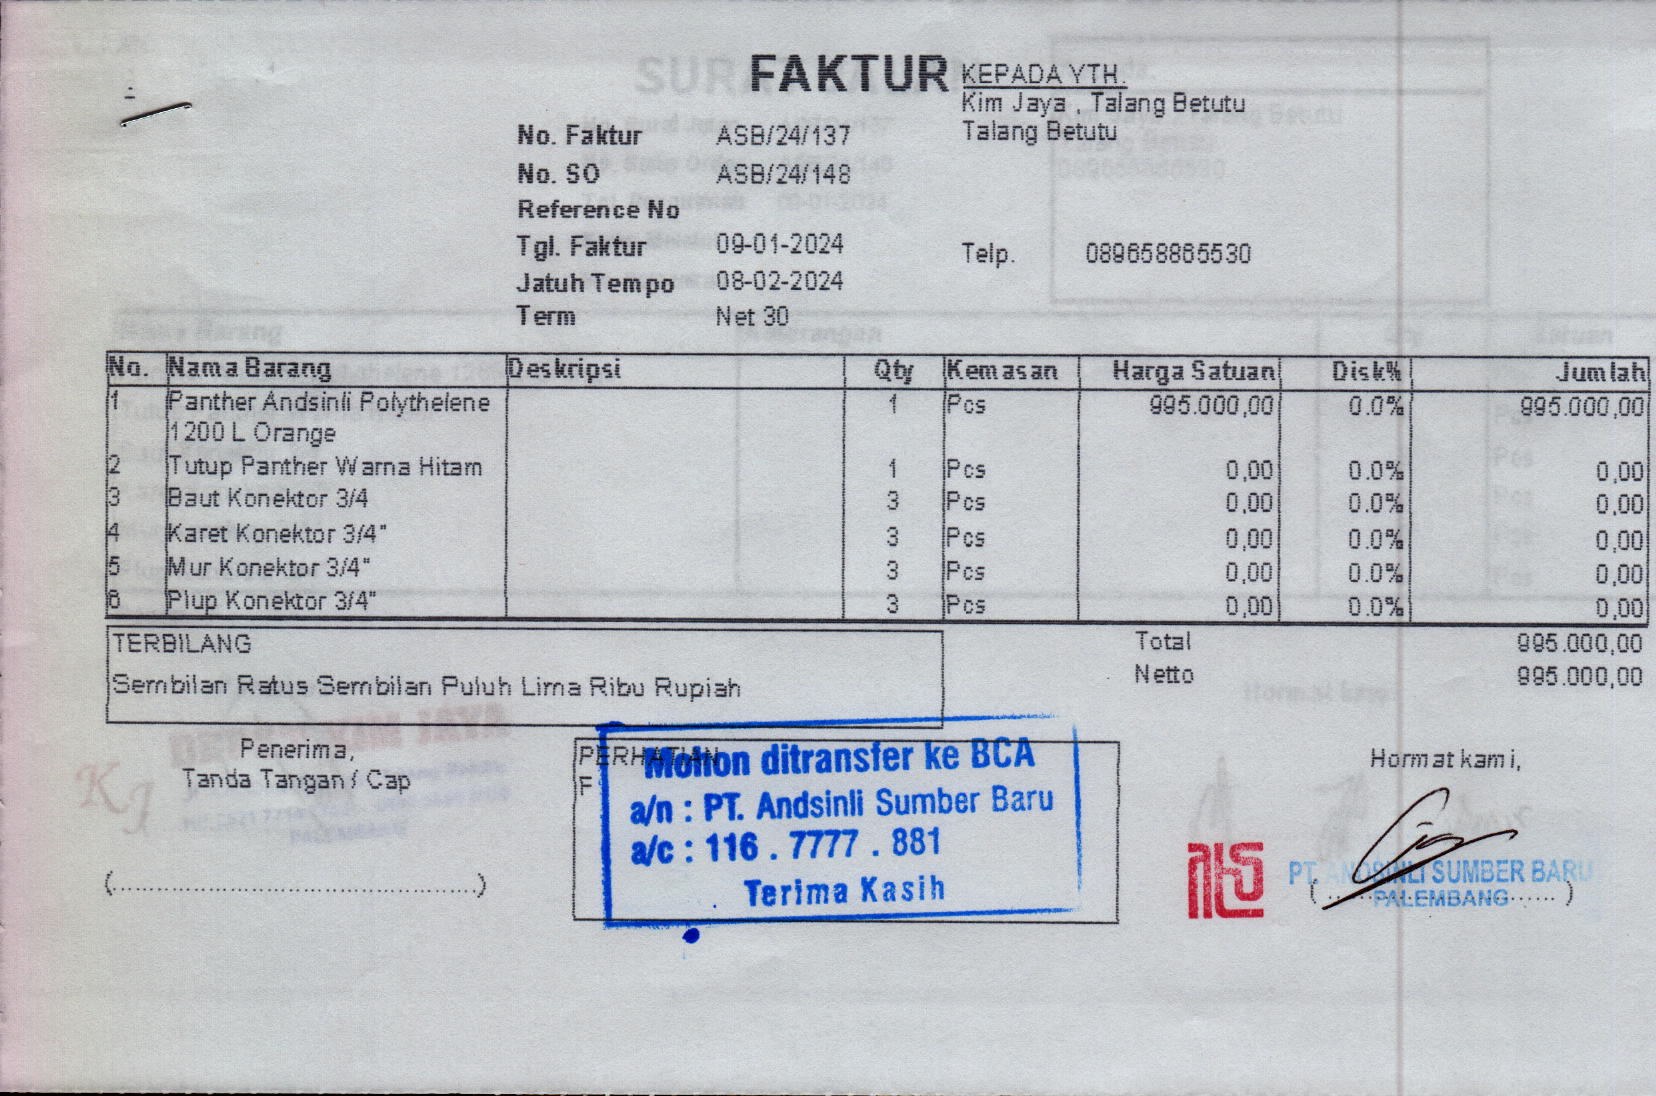 FAKTUR
KEPADA YTH.
Kim Jaya , Talang Betutu
Talang Betutu
No. Faktur ASB/24/137
No. SO ASB/24/148
Reference No
Tgl. Faktur 09-01-2024
Telp. 089658865530
Jatuh Tempo 08-02-2024
Term Net 30
No. Nama Barang Deskripsi Qty Kemasan Harga Satuan Disk% Jumlah
1 Panther Andsinli Polythelene 1 Pcs 995.000,00 0.0% 995.000,00
1200 L Orange
2 Tutup Panther Warna Hitam 1 Pcs 0,00 0.0% 0,00
3 Baut Konektor 3/4 3 Pcs 0,00 0.0% 0,00
4 Karet Konektor 3/4" 3 Pcs 0,00 0.0% 0,00
5 Mur Konektor 3/4" 3 Pcs 0,00 0.0% 0,00
6 Plup Konektor 3/4" 3 Pcs 0,00 0.0% 0,00
TERBILANG
Sembilan Ratus Sembilan Puluh Lima Ribu Rupiah
Total 995.000,00
Netto 995.000,00
Penerima,
Tanda Tangan / Cap
(..............................................)
PERHATIAN
F
Mohon ditransfer ke BCA
a/n : PT. Andsinli Sumber Baru
a/c : 116 . 7777 . 881
Terima Kasih
Hormat kami,
PT. ANDSINLI SUMBER BARU
PALEMBANG